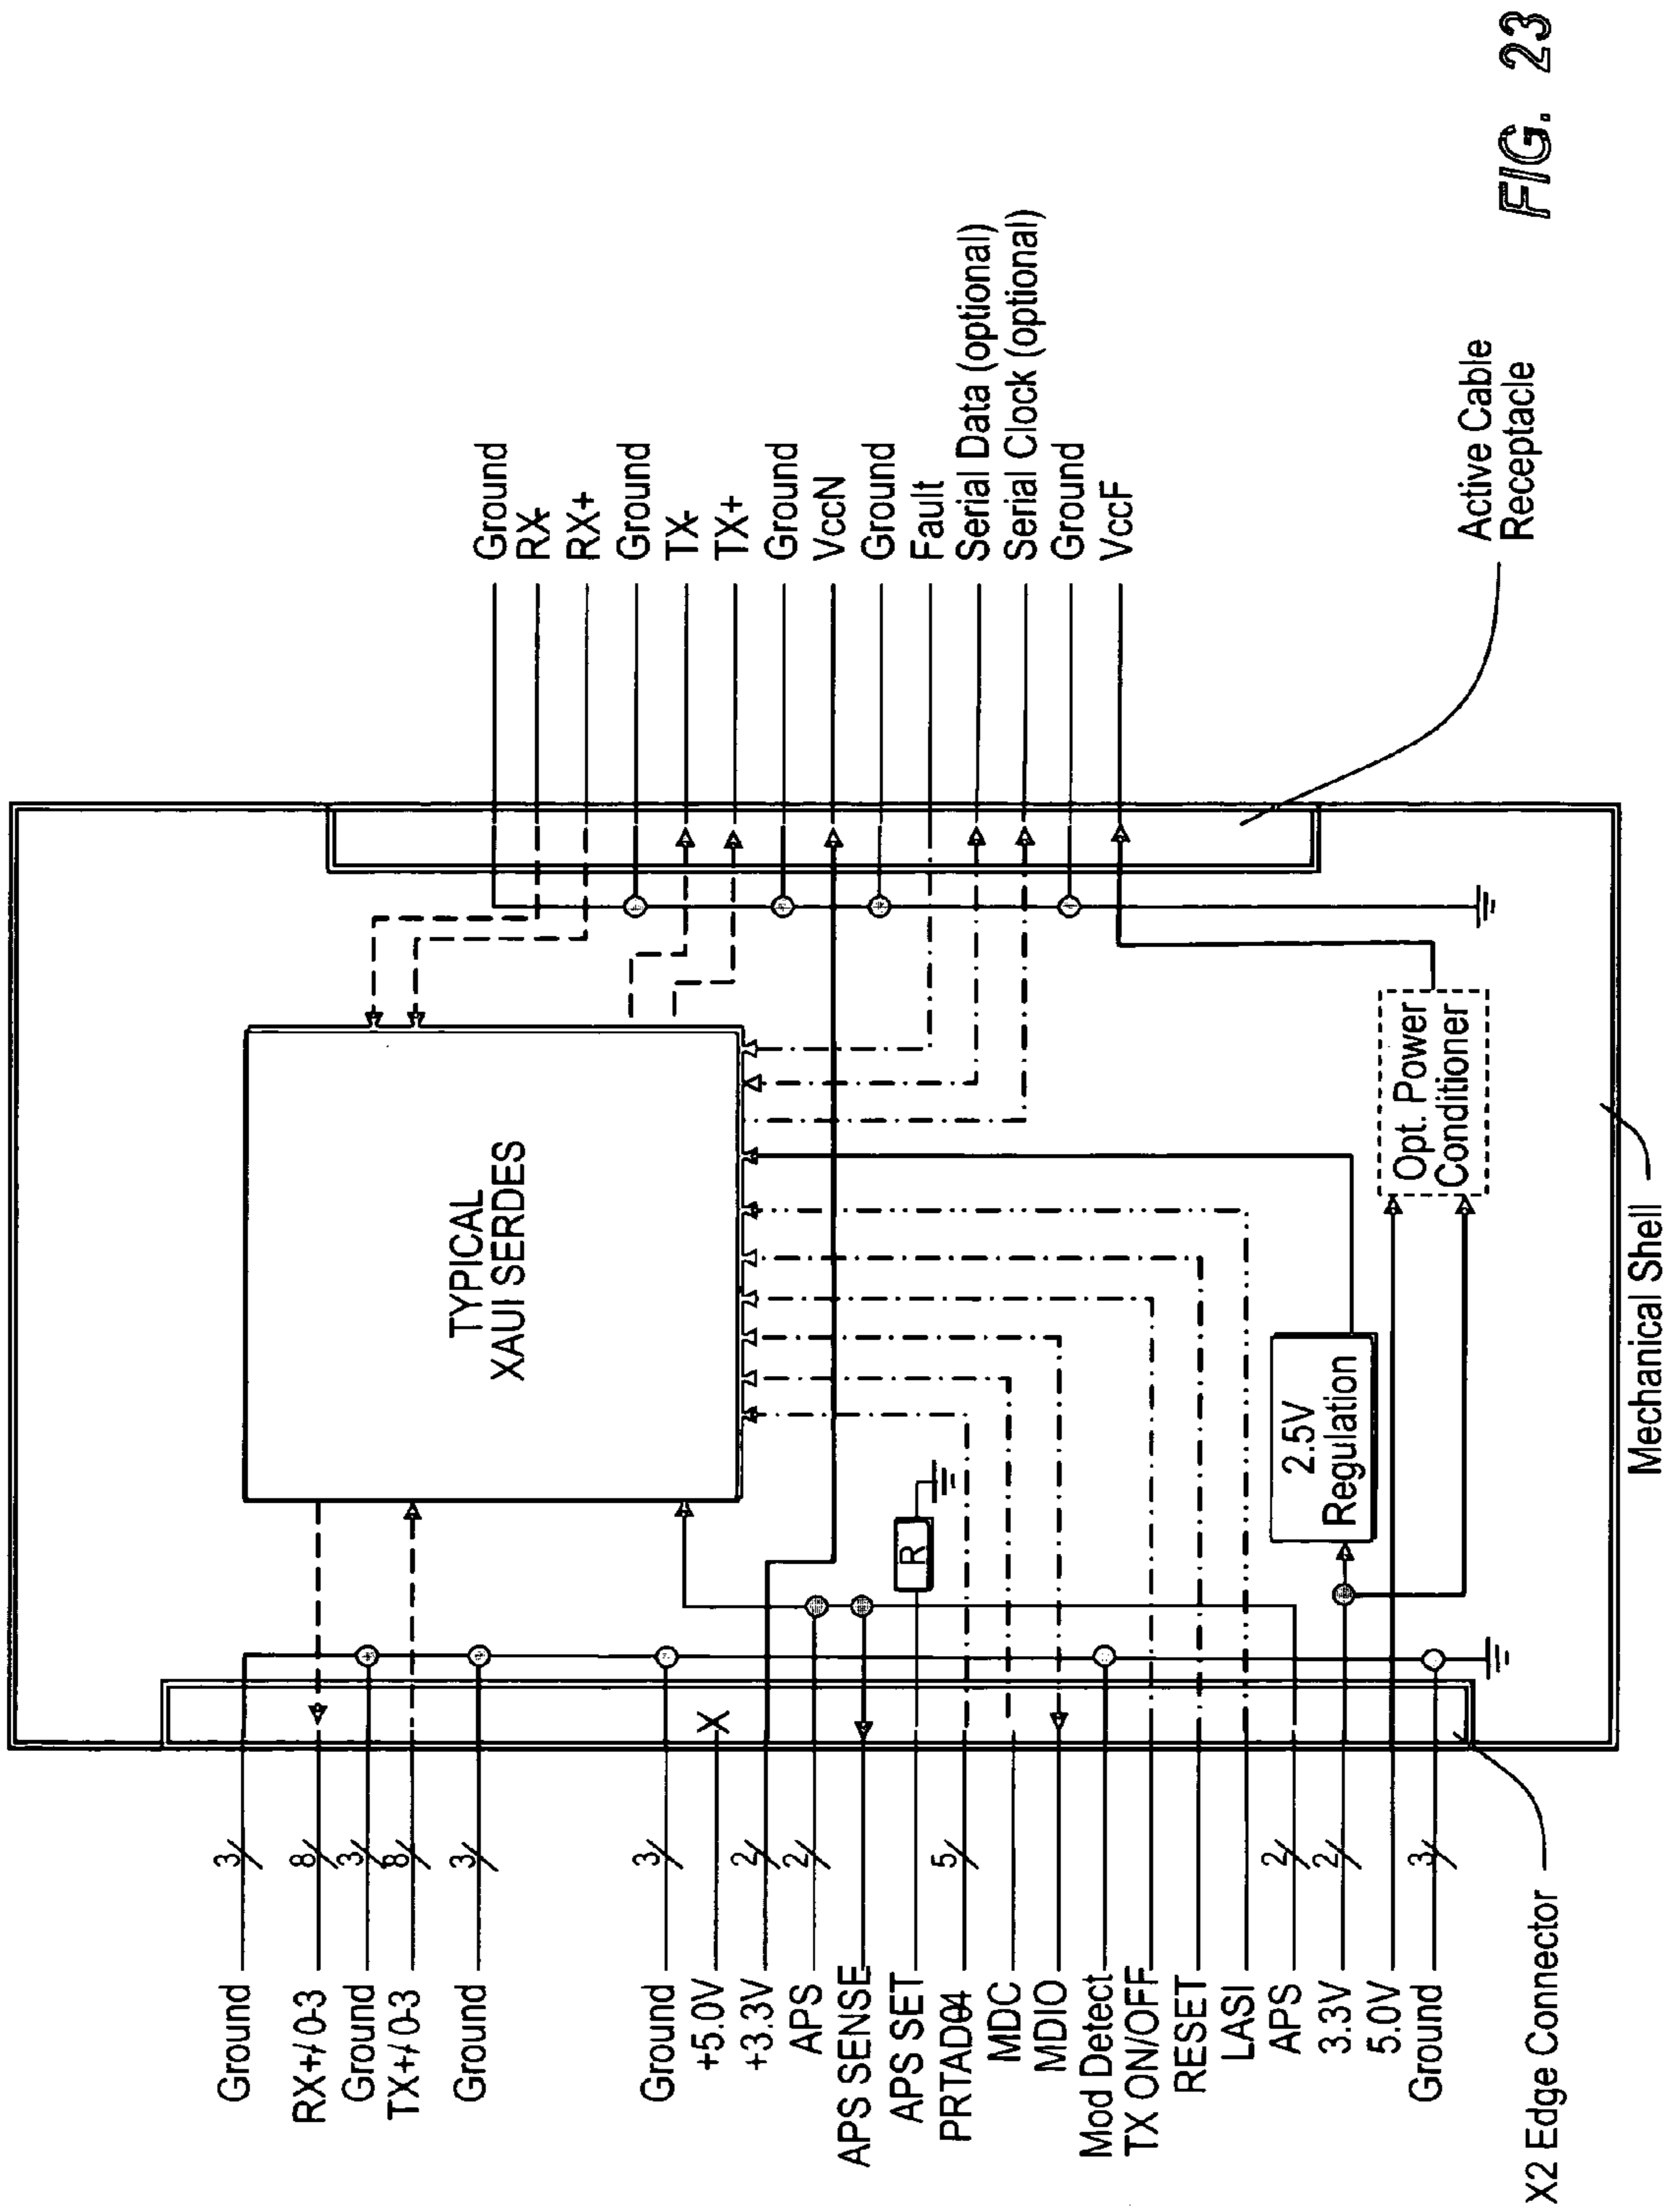 Ground
RX+/ 0-3
Ground
TX+/ 0-3
Ground
Ground
+5.0V
+3.3V
APS
APS SENSE
APS SET
PRTAD04
MDC
MDIO
Mod Detect
TX ON/OFF
RESET
LASI
APS
3.3V
5.0V
Ground
3
8
3
8
3
3
2
2
5
2
2
3
X
R
TYPICAL
XAUI SERDES
2.5V
Regulation
Opt. Power
Conditioner
Ground
RX-
RX+
Ground
TX-
TX+
Ground
VccN
Ground
Fault
Serial Data (optional)
Serial Clock (optional)
Ground
VccF
X2 Edge Connector
Mechanical Shell
Active Cable
Receptacle
FIG. 23